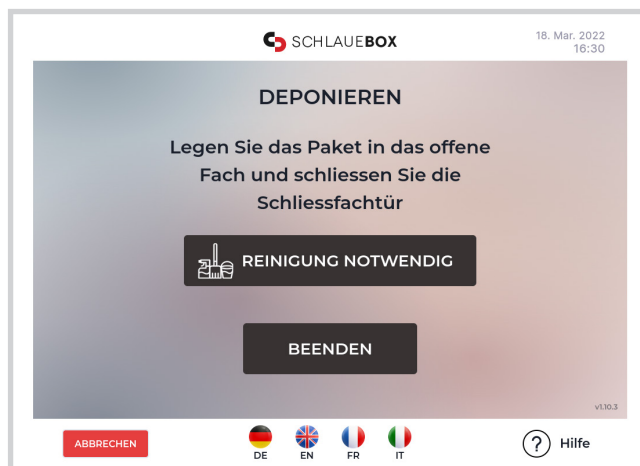 SCHLAUEBOX
18. Mar. 2022
16:30
DEPONIEREN
Legen Sie das Paket in das offene
Fach und schliessen Sie die
Schliessfachtür
REINIGUNG NOTWENDIG
BEENDEN
v1.10.3
ABBRECHEN
DE EN FR IT
? Hilfe